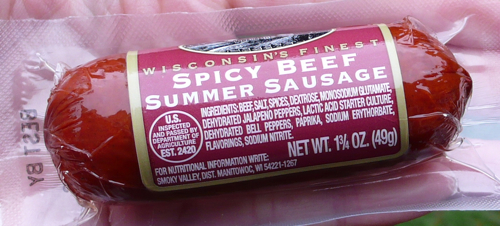 WISCONSIN'S FINEST
SPICY BEEF
SUMMER SAUSAGE
INGREDIENTS: BEEF, SALT, SPICES, DEXTROSE, MONOSODIUM GLUTAMATE,
DEHYDRATED JALAPENO PEPPERS, LACTIC ACID STARTER CULTURE,
DEHYDRATED BELL PEPPERS, PAPRIKA, SODIUM ERYTHORBATE,
FLAVORINGS, SODIUM NITRITE.
U.S.
INSPECTED
AND PASSED BY
DEPARTMENT OF
AGRICULTURE
EST. 2420
NET WT. 1¾ OZ. (49g)
FOR NUTRITIONAL INFORMATION WRITE:
SMOKY VALLEY, DIST. MANITOWOC, WI 54221-1267
BEST BY